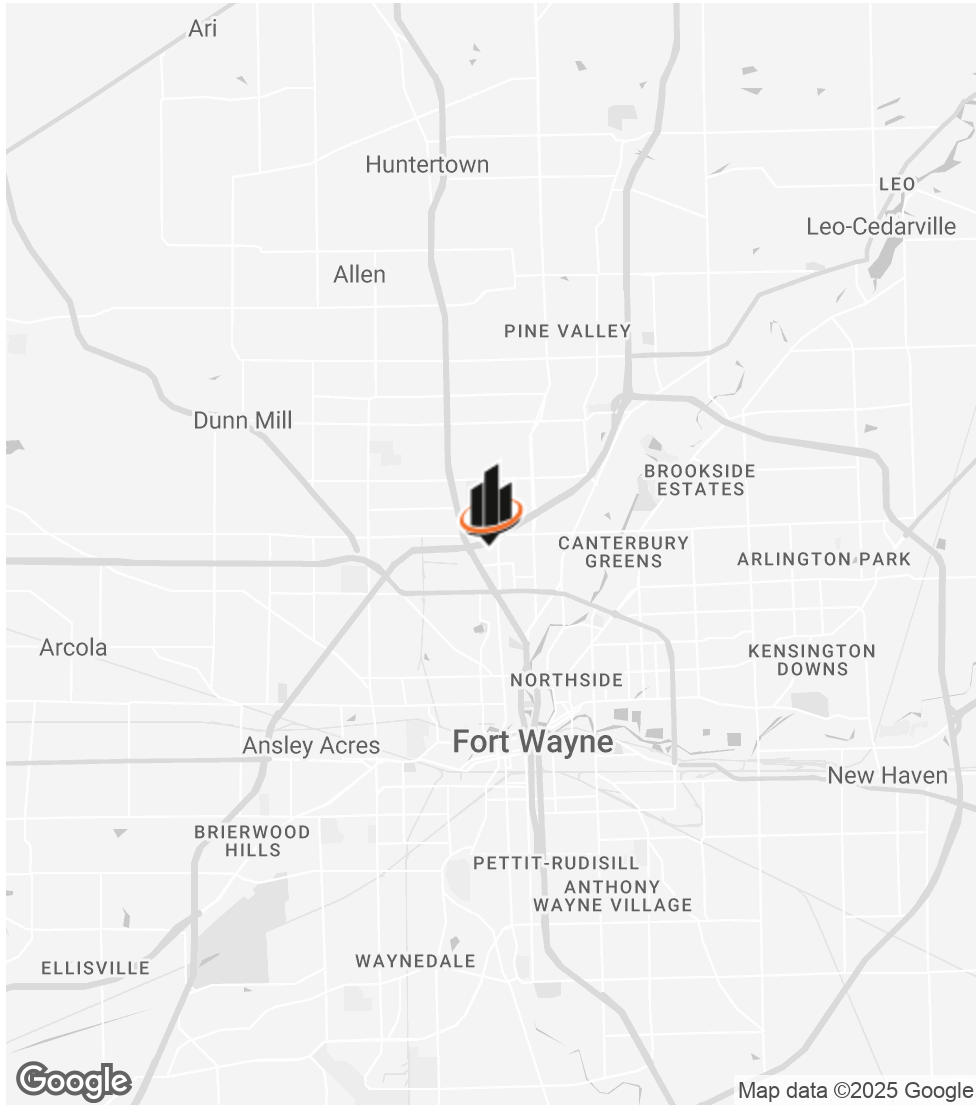 Ari
Huntertown
LEO
Leo-Cedarville
Allen
PINE VALLEY
Dunn Mill
BROOKSIDE
ESTATES
CANTERBURY
GREENS
ARLINGTON PARK
Arcola
KENSINGTON
DOWNS
NORTHSIDE
Fort Wayne
Ansley Acres
New Haven
BRIERWOOD
HILLS
PETTIT-RUDISILL
ANTHONY
WAYNE VILLAGE
WAYNEDALE
ELLISVILLE
Google
Map data ©2025 Google